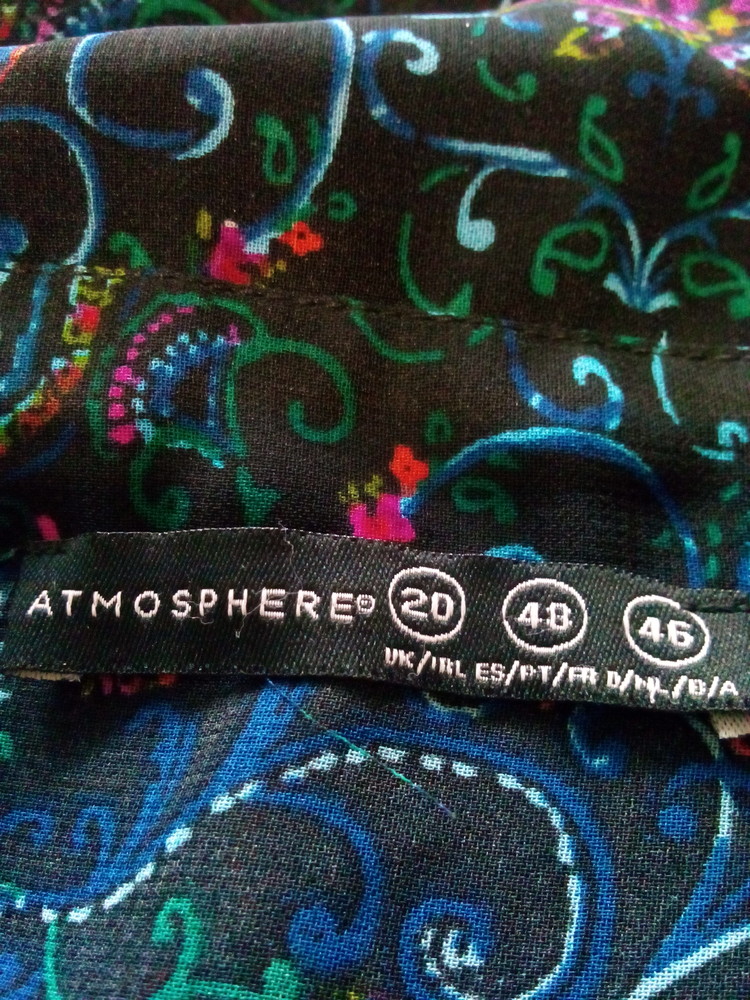 ATMOSPHERE© 20 48 46
UK/IRL ES/PT/FR D/NL/B/A